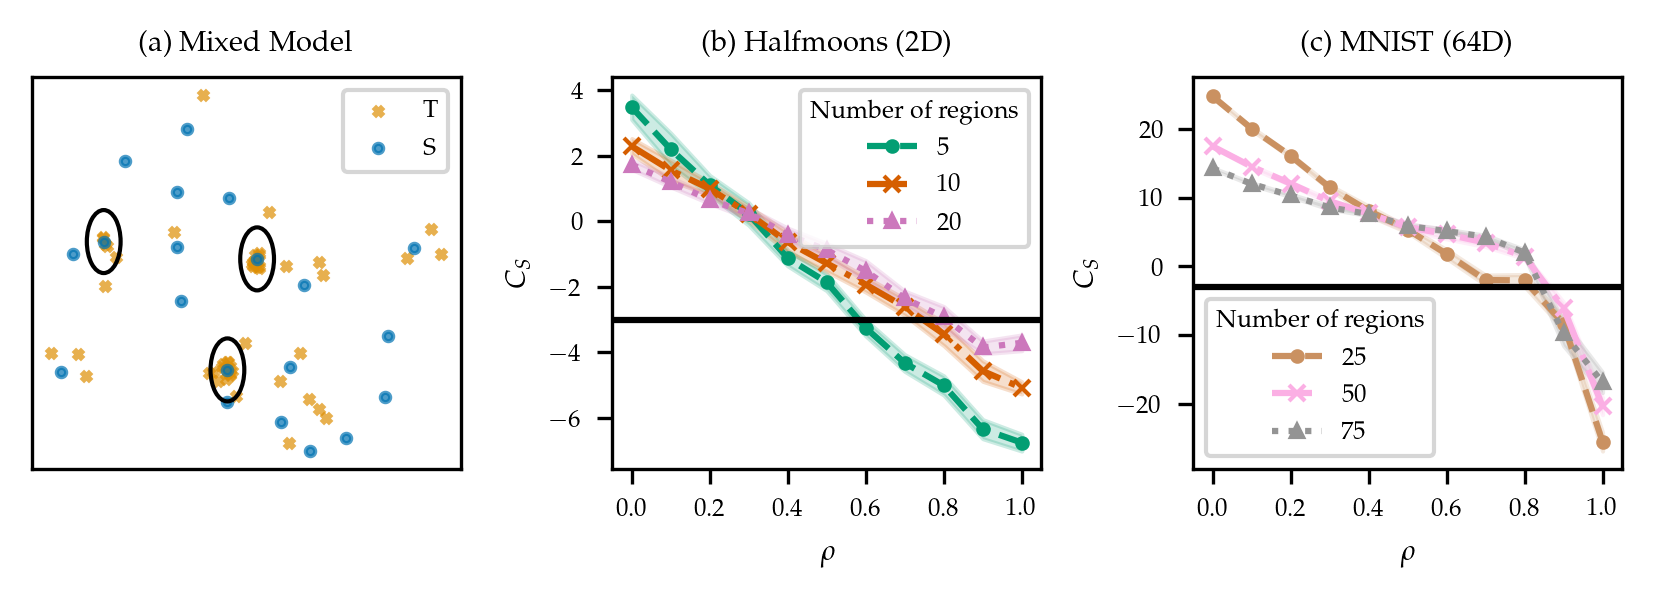 (a) Mixed Model
T
S
(b) Halfmoons (2D)
4
2
0
−2
−4
−6
C_S
Number of regions
5
10
20
0.0 0.2 0.4 0.6 0.8 1.0
ρ
(c) MNIST (64D)
20
10
0
−10
−20
C_S
Number of regions
25
50
75
0.0 0.2 0.4 0.6 0.8 1.0
ρ